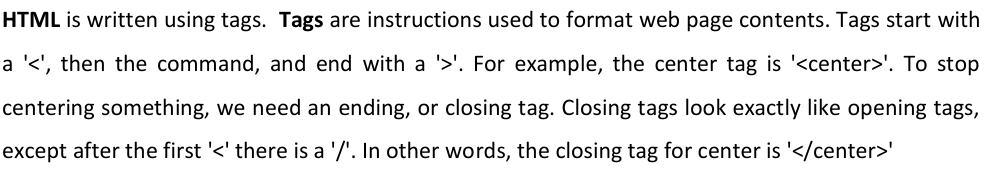 HTML is written using tags. Tags are instructions used to format web page contents. Tags start with
a '<', then the command, and end with a '>'. For example, the center tag is '<center>'. To stop
centering something, we need an ending, or closing tag. Closing tags look exactly like opening tags,
except after the first '<' there is a '/'. In other words, the closing tag for center is '</center>'